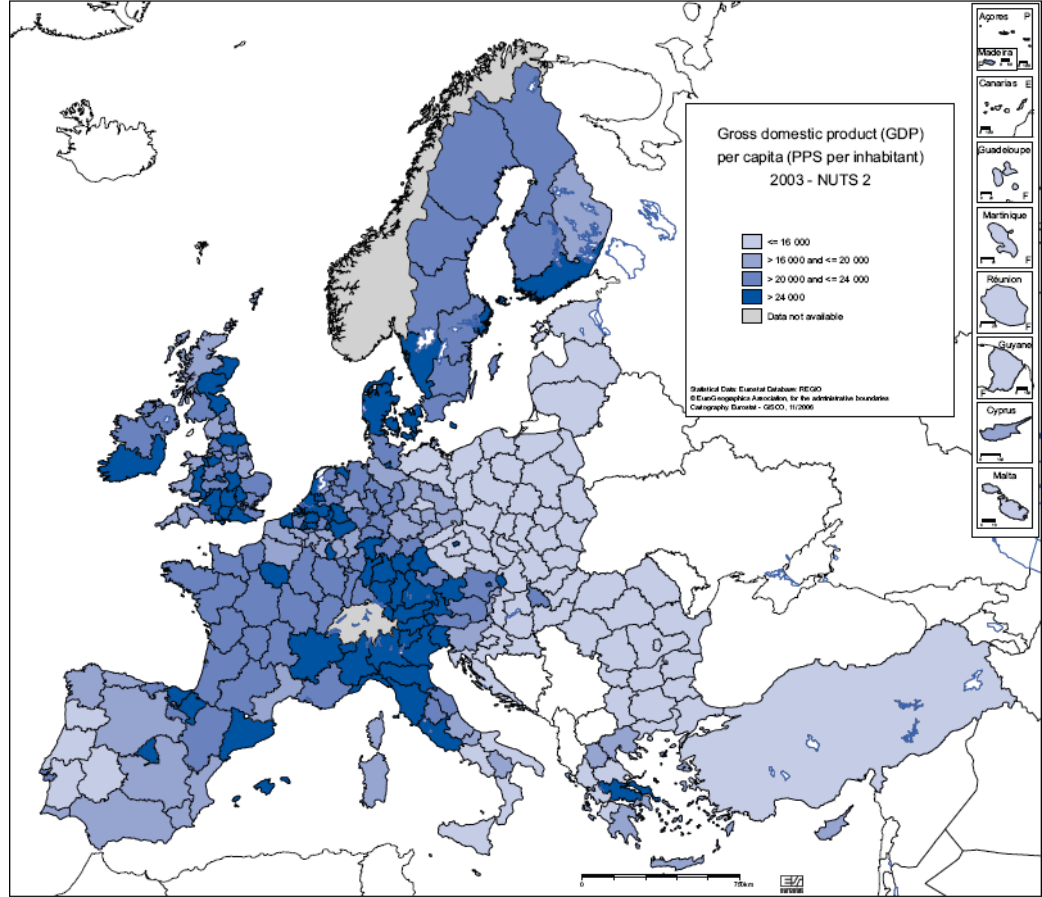 Gross domestic product (GDP)
per capita (PPS per inhabitant)
2003 - NUTS 2
<= 16 000
> 16 000 and <= 20 000
> 20 000 and <= 24 000
> 24 000
Data not available
Statistical Data: Eurostat Database: REGIO
© EuroGeographics Association, for the administrative boundaries
Cartography Eurostat - GISCO, 11/2006
Açores P
Madeira
P
Canarias E
Guadeloupe
F
Martinique
F
Réunion
F
Guyane
F
Cyprus
Malta
0